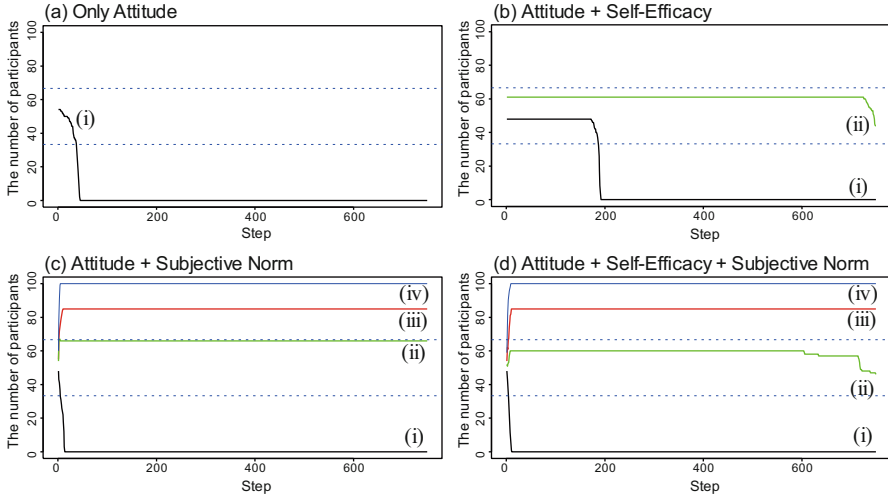 (a) Only Attitude
The number of participants
0 20 40 60 80 100
(i)
0 200 400 600
Step
(b) Attitude + Self-Efficacy
The number of participants
0 20 40 60 80 100
(ii)
(i)
0 200 400 600
Step
(c) Attitude + Subjective Norm
The number of participants
0 20 40 60 80 100
(iv)
(iii)
(ii)
(i)
0 200 400 600
Step
(d) Attitude + Self-Efficacy + Subjective Norm
The number of participants
0 20 40 60 80 100
(iv)
(iii)
(ii)
(i)
0 200 400 600
Step